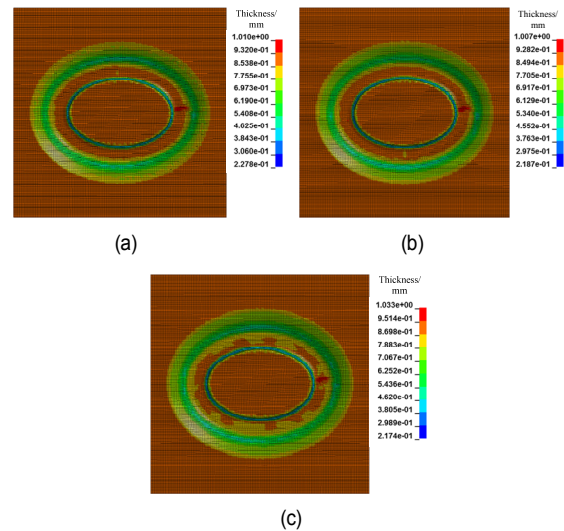 Thickness/
mm
1.010e+00
9.320e-01
8.538e-01
7.755e-01
6.973e-01
6.190e-01
5.408e-01
4.625e-01
3.843e-01
3.060e-01
2.278e-01
(a)
Thickness/
mm
1.007e+00
9.282e-01
8.494e-01
7.705e-01
6.917e-01
6.129e-01
5.340e-01
4.552e-01
3.763e-01
2.975e-01
2.187e-01
(b)
Thickness/
mm
1.033e+00
9.514e-01
8.698e-01
7.883e-01
7.067e-01
6.252e-01
5.436e-01
4.620e-01
3.805e-01
2.989e-01
2.174e-01
(c)